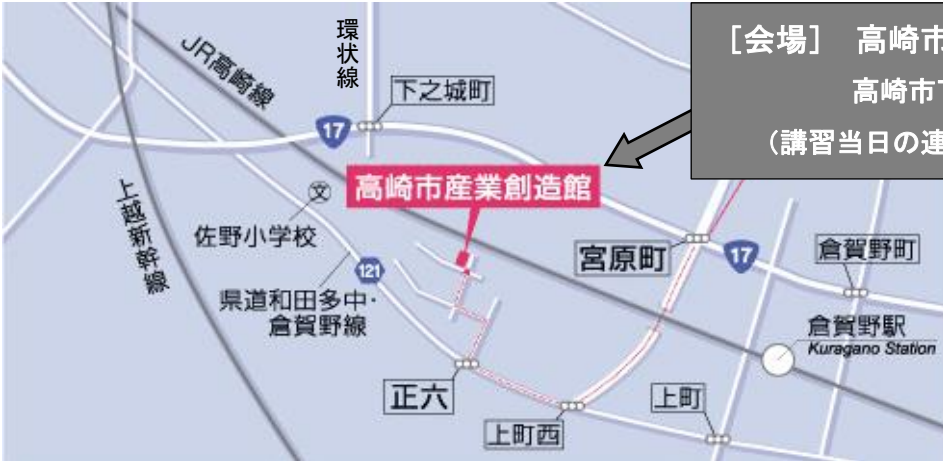 [会場] 高崎市
高崎市
(講習当日の連
環状線
JR高崎線
下之城町
17
高崎市産業創造館
上越新幹線
文
佐野小学校
121
県道和田多中・
倉賀野線
宮原町
17
倉賀野町
倉賀野駅
Kuragano Station
正六
上町西
上町